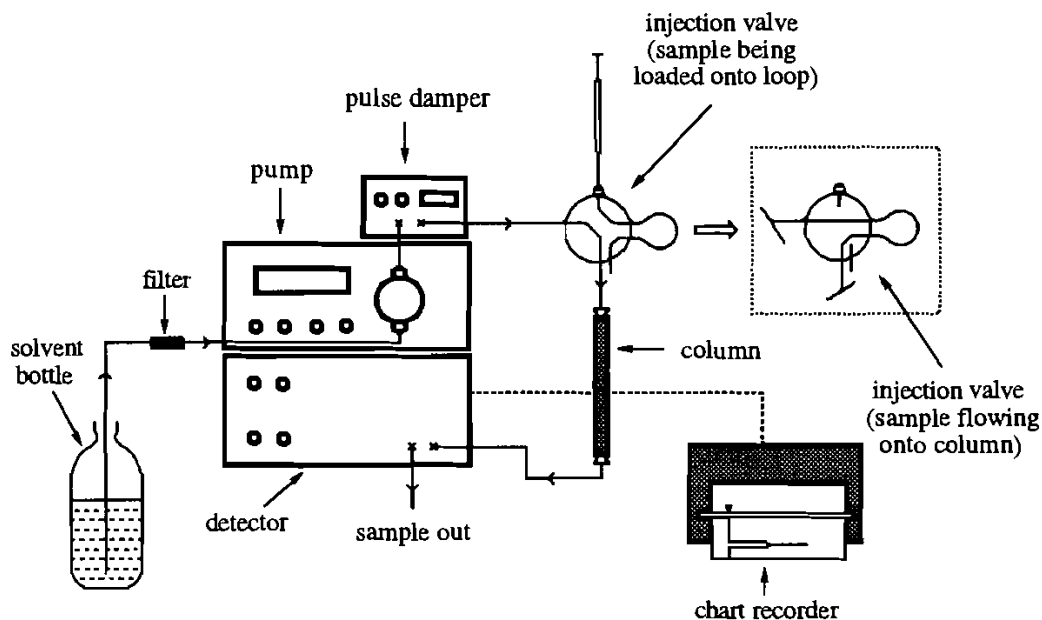 injection valve
(sample being
loaded onto loop)
pulse damper
pump
filter
solvent
bottle
column
injection valve
(sample flowing
onto column)
detector
sample out
chart recorder